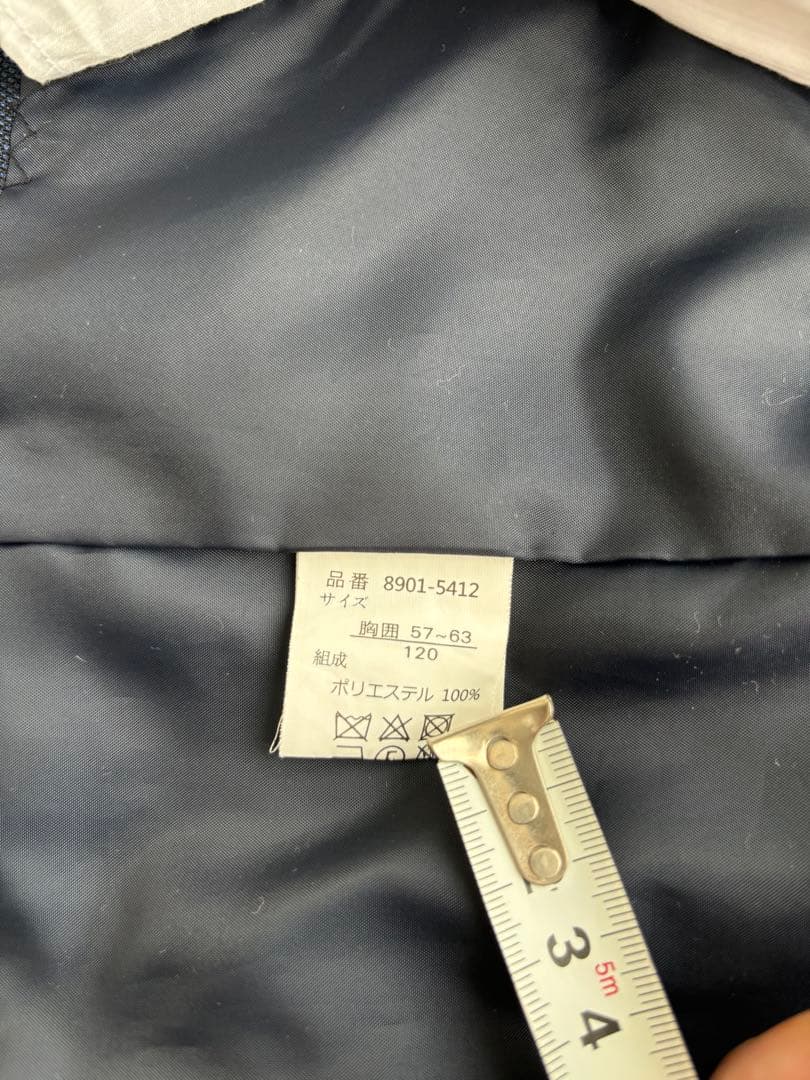 品番 8901-5412
サイズ
胸囲 57~63
120
組成
ポリエステル 100%
3
5m
4